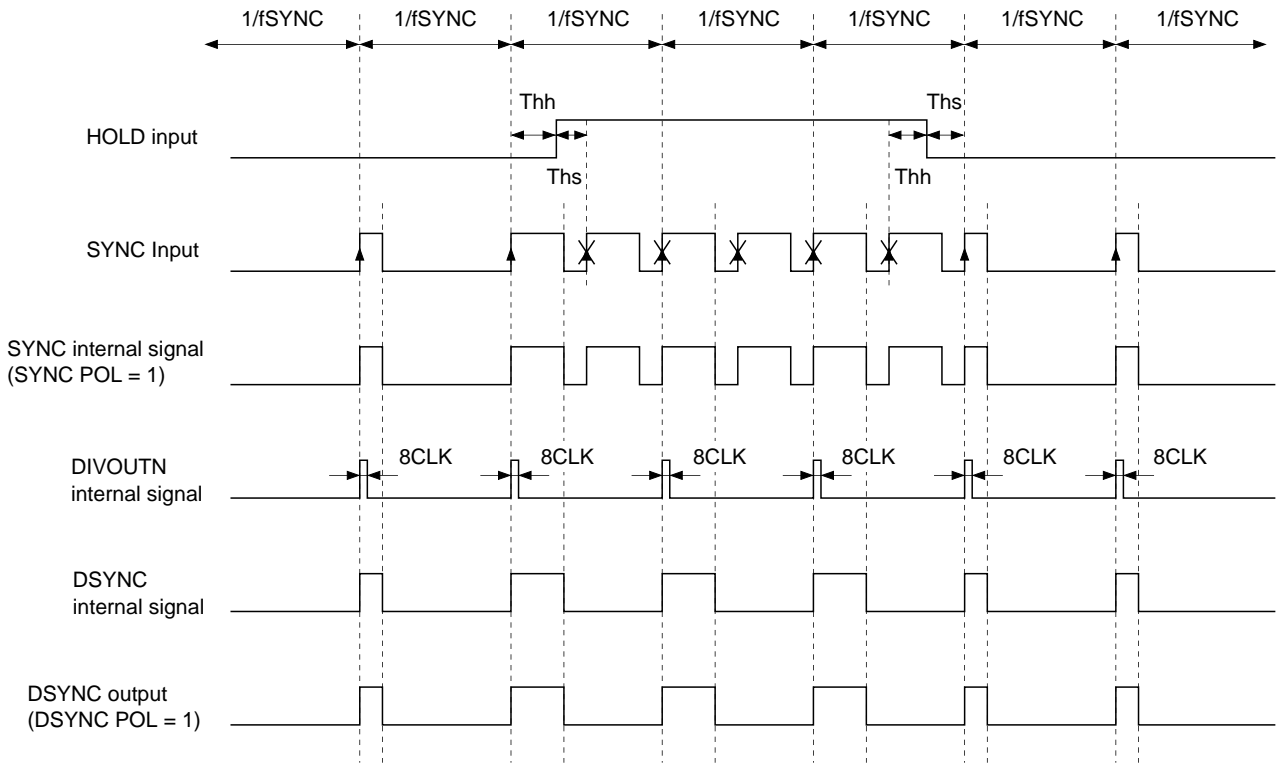 1/fSYNC 1/fSYNC 1/fSYNC 1/fSYNC 1/fSYNC 1/fSYNC 1/fSYNC
Thh Ths
HOLD input
Ths Thh
SYNC Input
SYNC internal signal
(SYNC POL = 1)
8CLK 8CLK 8CLK 8CLK 8CLK 8CLK
DIVOUTN
internal signal
DSYNC
internal signal
DSYNC output
(DSYNC POL = 1)